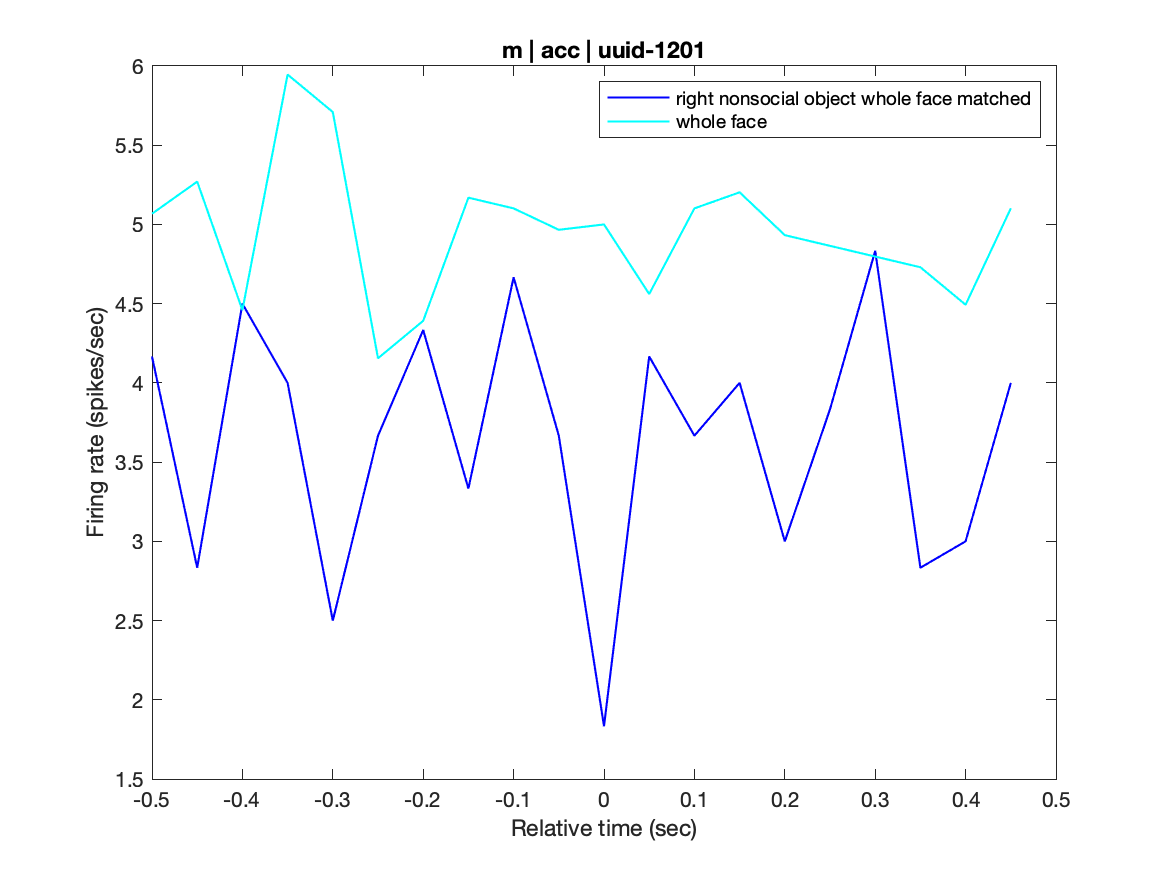 m | acc | uuid-1201
right nonsocial object whole face matched
whole face
Firing rate (spikes/sec)
6
5.5
5
4.5
4
3.5
3
2.5
2
1.5
-0.5 -0.4 -0.3 -0.2 -0.1 0 0.1 0.2 0.3 0.4 0.5
Relative time (sec)